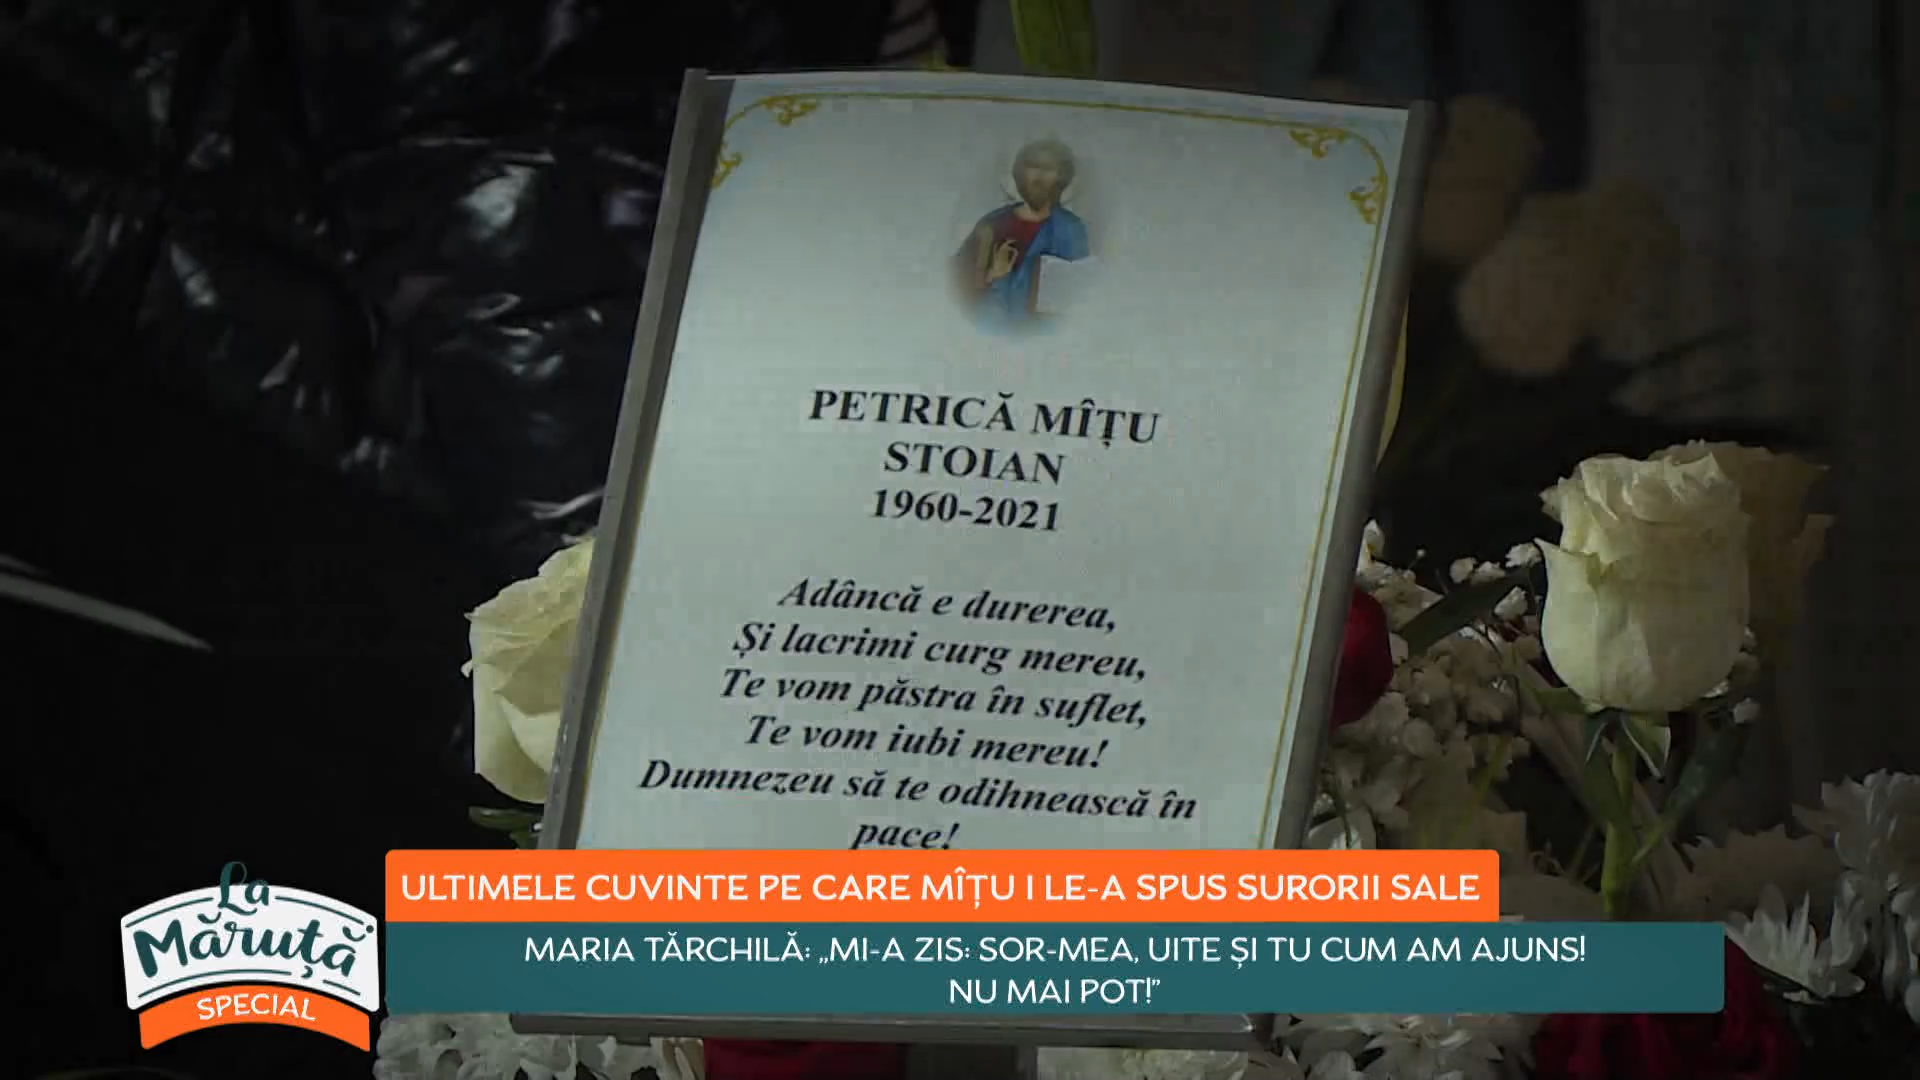 PETRICĂ MÎȚU
STOIAN
1960-2021
Adâncă e durerea,
Și lacrimi curg mereu,
Te vom păstra în suflet,
Te vom iubi mereu!
Dumnezeu să te odihnească în
pace!
ULTIMELE CUVINTE PE CARE MÎȚU I LE-A SPUS SURORII SALE
La
Măruță
SPECIAL
MARIA TĂRCHILĂ: „MI-A ZIS: SOR-MEA, UITE ȘI TU CUM AM AJUNS!
NU MAI POT!”